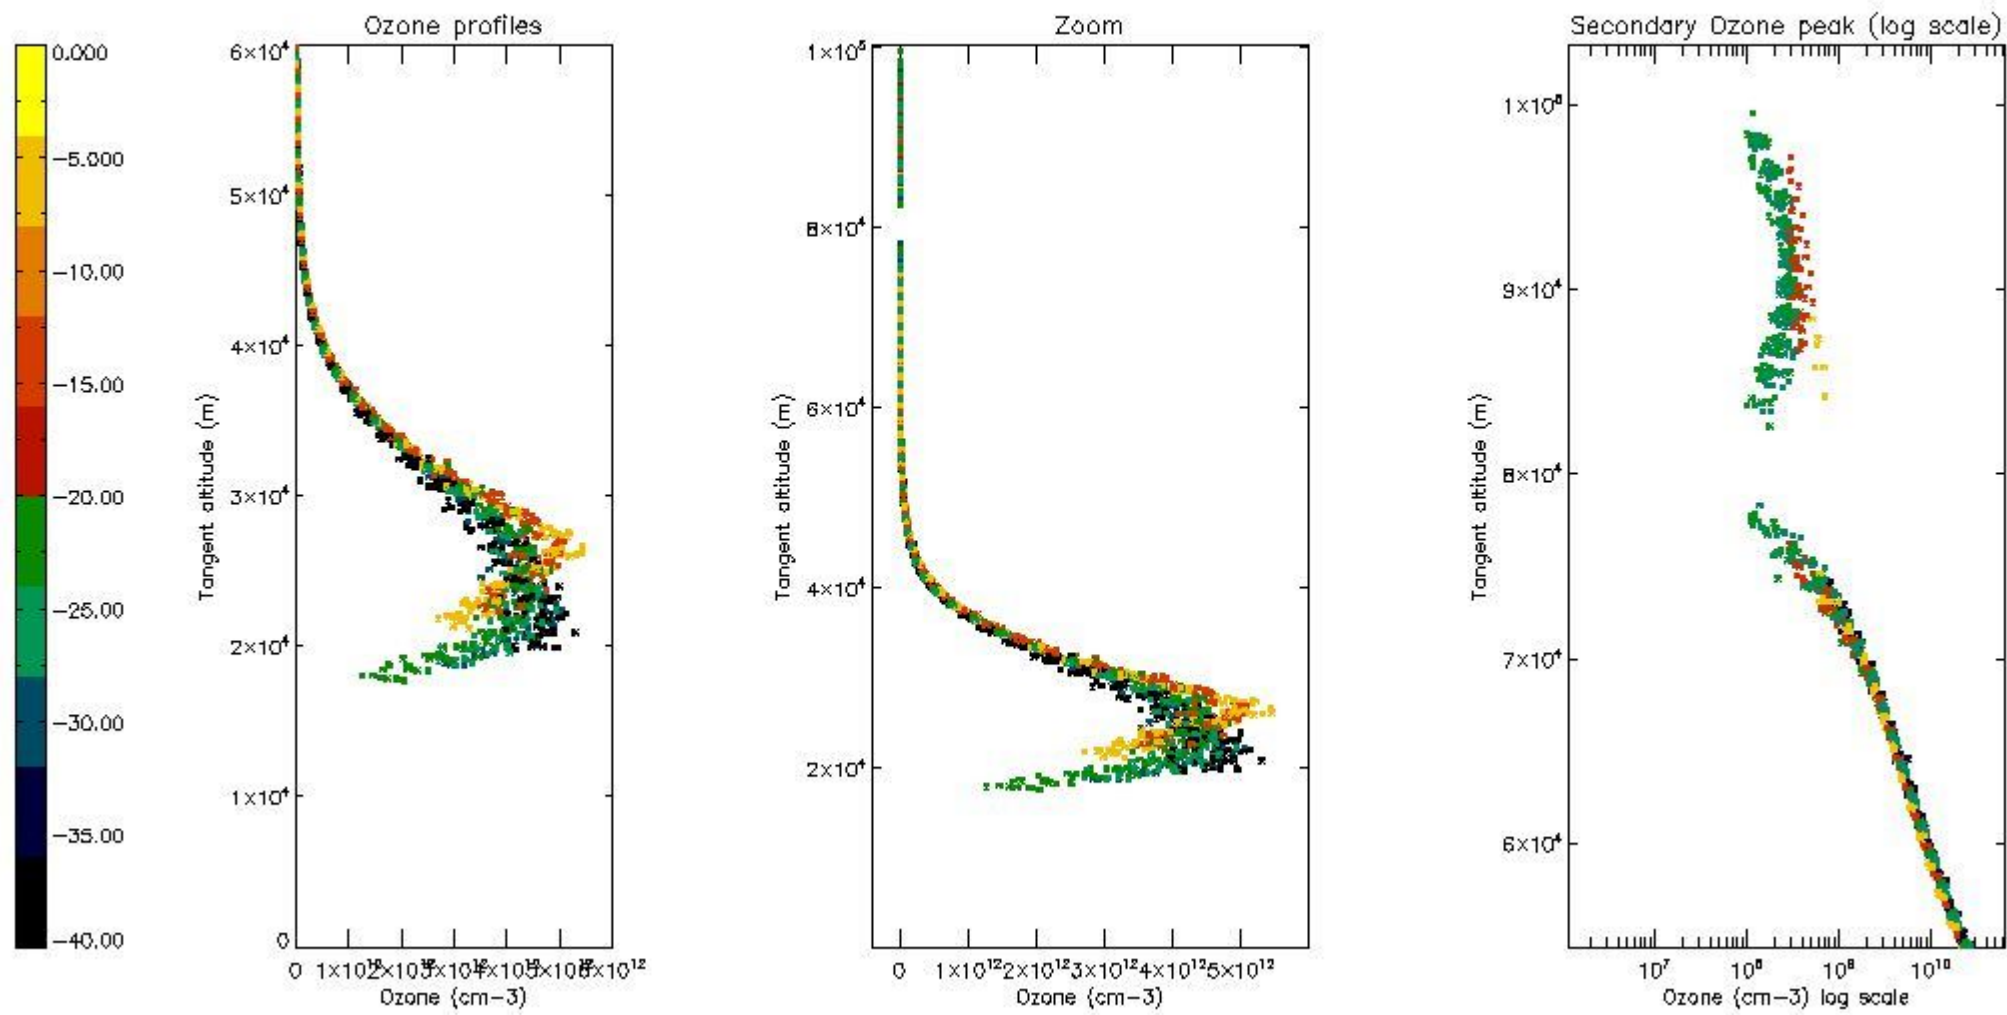 Ozone profiles
Zoom
Secondary Ozone peak (log scale)
0.000
−5.000
−10.00
−15.00
−20.00
−25.00
−30.00
−35.00
−40.00
6×10⁴
5×10⁴
4×10⁴
3×10⁴
2×10⁴
1×10⁴
0
Tangent altitude (m)
0
Ozone (cm−3)
1×10⁵
8×10⁴
6×10⁴
4×10⁴
2×10⁴
Tangent altitude (m)
0 1×10¹² 2×10¹² 3×10¹² 4×10¹² 5×10¹²
Ozone (cm−3)
9×10⁴
8×10⁴
7×10⁴
6×10⁴
Tangent altitude (m)
10⁷ 10¹⁰
Ozone (cm−3) log scale